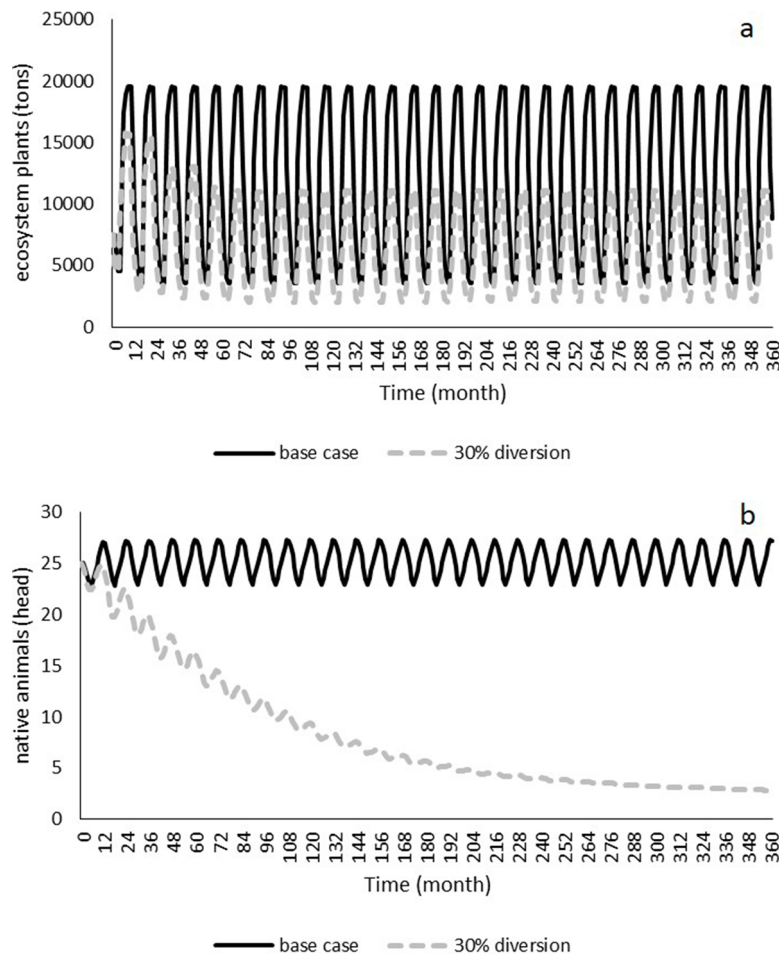 a
25000
20000
15000
10000
5000
0
ecosystem plants (tons)
0 12 24 36 48 60 72 84 96 108 120 132 144 156 168 180 192 204 216 228 240 252 264 276 288 300 312 324 336 348 360
Time (month)
base case 30% diversion
b
30
25
20
15
10
5
0
native animals (head)
0 12 24 36 48 60 72 84 96 108 120 132 144 156 168 180 192 204 216 228 240 252 264 276 288 300 312 324 336 348 360
Time (month)
base case 30% diversion